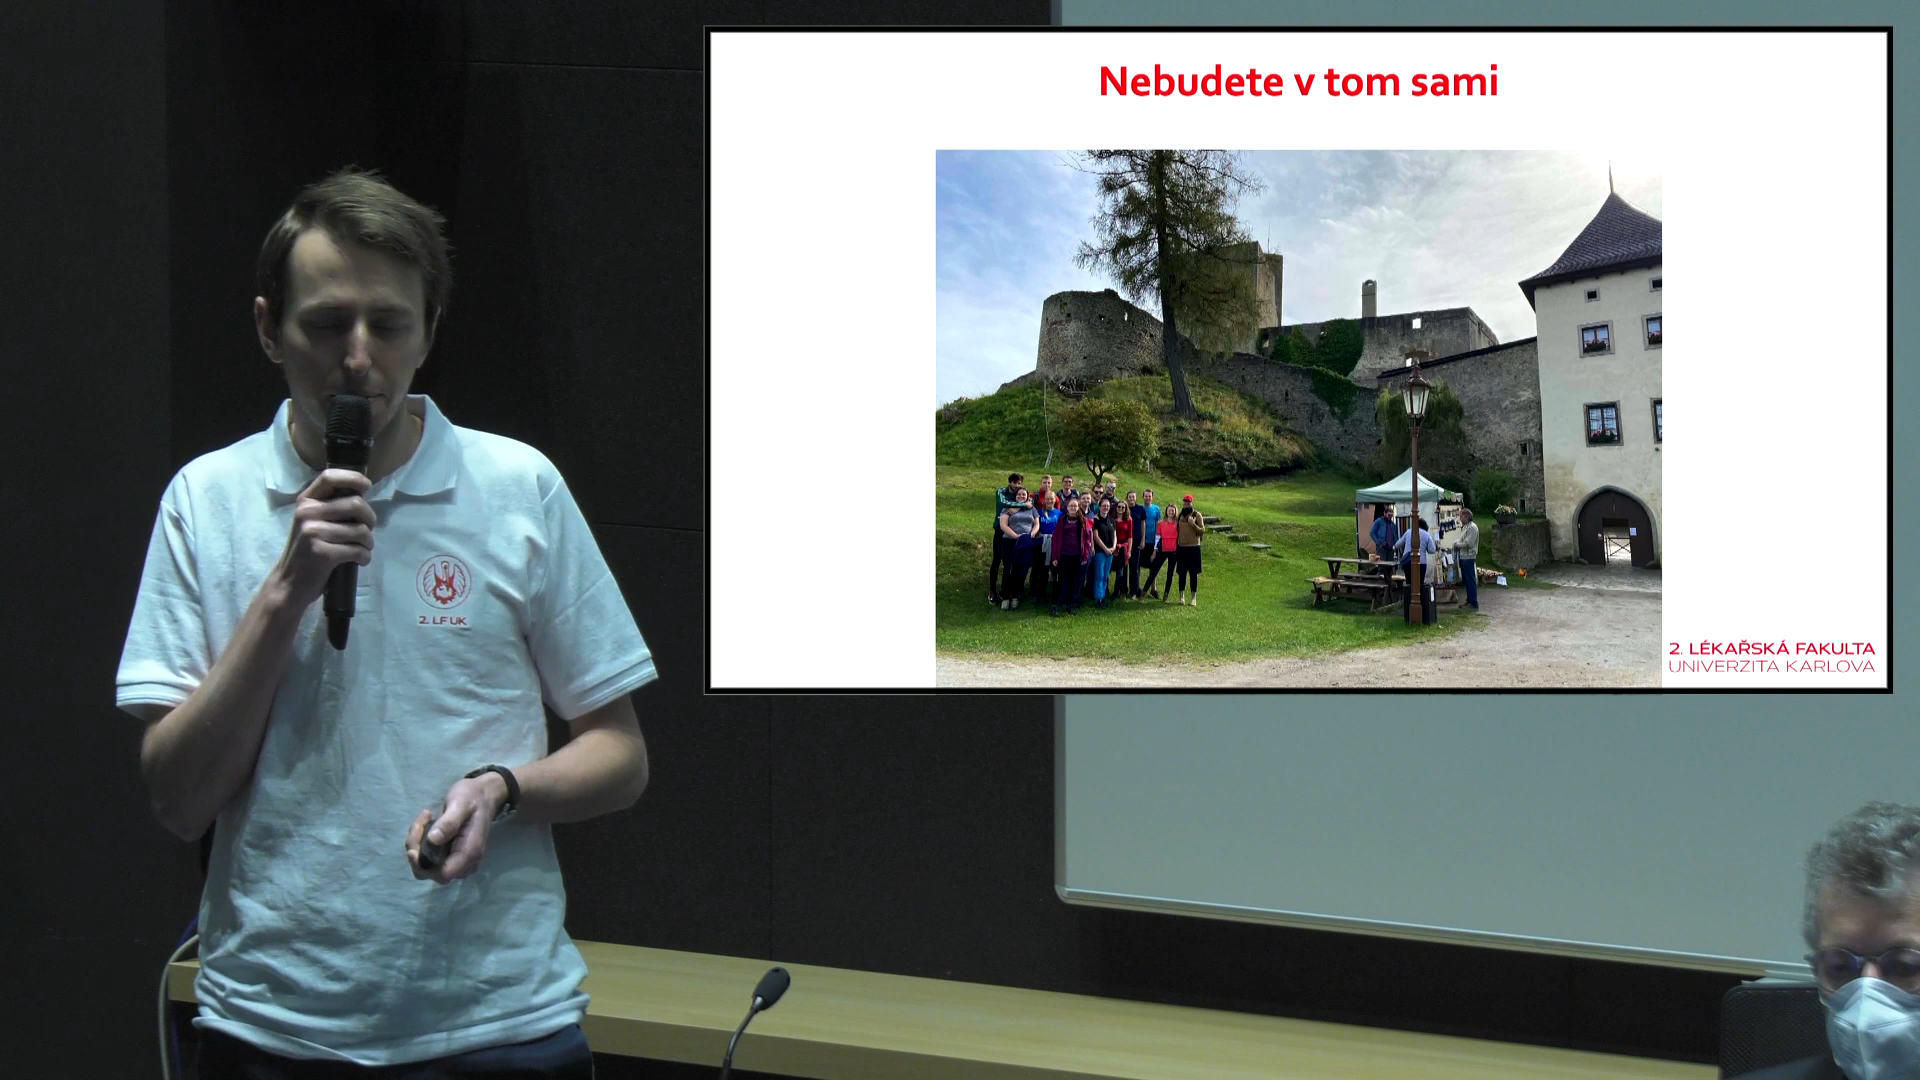 Nebudete v tom sami
2. LÉKAŘSKÁ FAKULTA
UNIVERZITA KARLOVA
2. LF UK